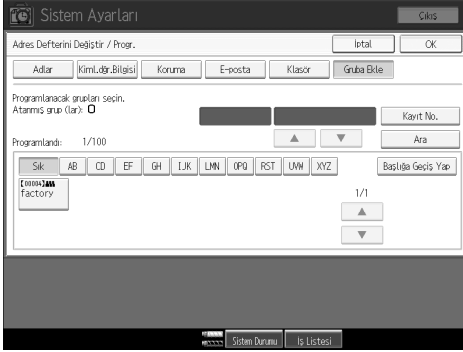 Sistem Ayarları
Çıkış
Adres Defterini Değiştir / Progr.
İptal
OK
Adlar
Kiml.dğr.Bilgisi
Koruma
E-posta
Klasör
Gruba Ekle
Programlanacak grupları seçin.
Atanmış grup (lar): 0
Kayıt No.
Programlandı: 1/100
Ara
Sık
AB
CD
EF
GH
IJK
LMN
OPQ
RST
UVW
XYZ
Başlığa Geçiş Yap
[00004]
factory
1/1
Sistem Durumu
İş Listesi